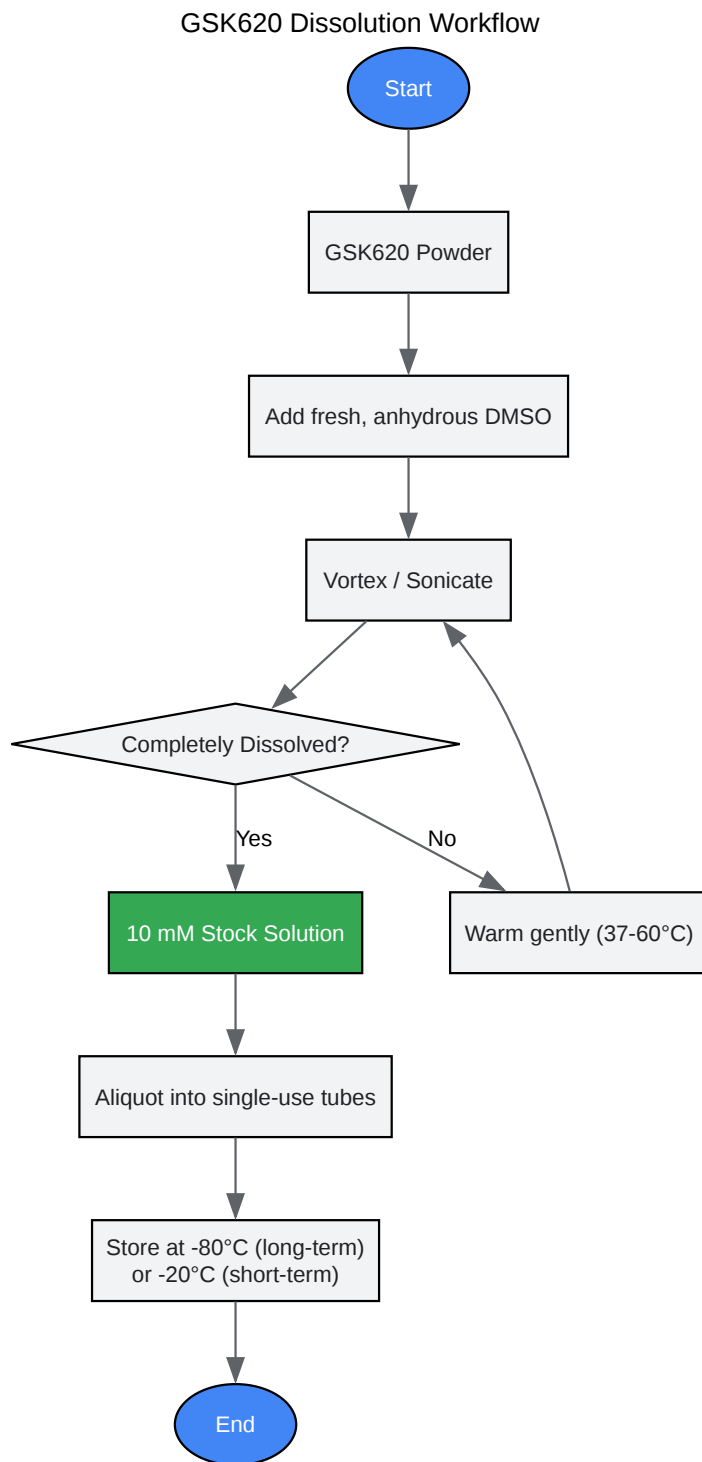 GSK620 Dissolution Workflow
Start
GSK620 Powder
Add fresh, anhydrous DMSO
Vortex / Sonicate
Completely Dissolved?
Yes
No
10 mM Stock Solution
Warm gently (37-60°C)
Aliquot into single-use tubes
Store at -80°C (long-term)
or -20°C (short-term)
End